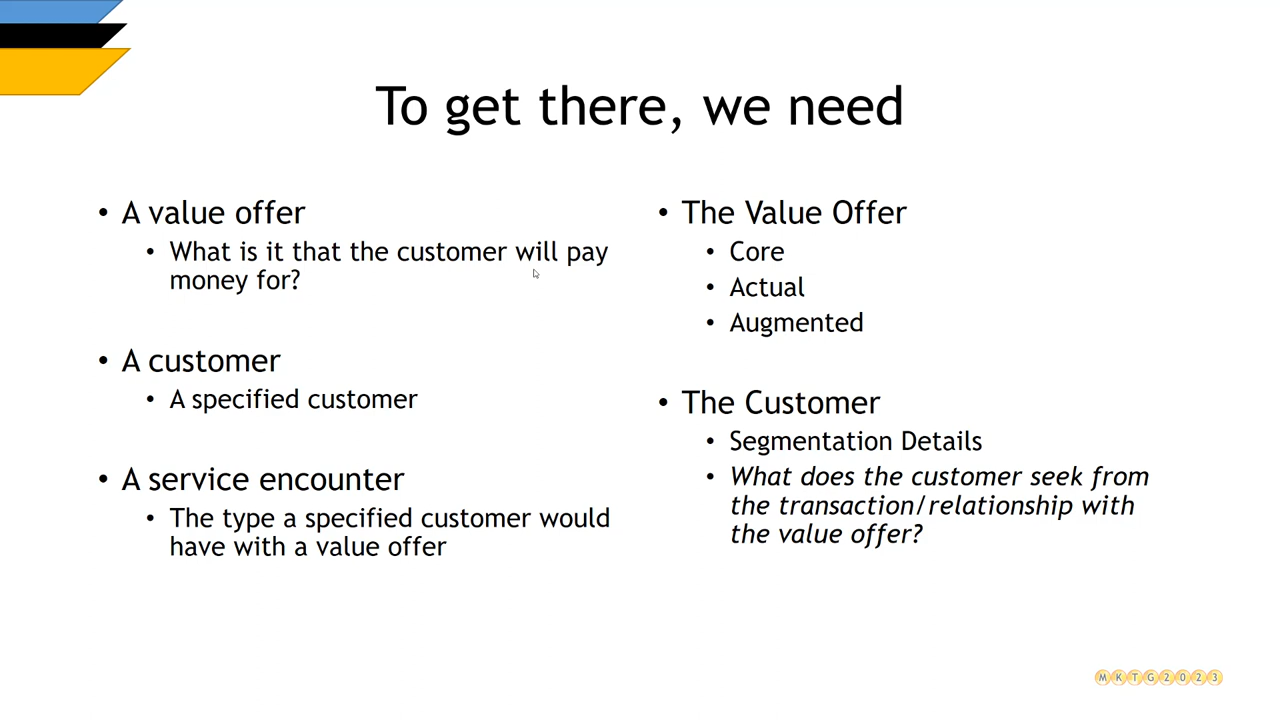 To get there, we need
• A value offer
• What is it that the customer will pay
money for?
• A customer
• A specified customer
• A service encounter
• The type a specified customer would
have with a value offer
• The Value Offer
• Core
• Actual
• Augmented
• The Customer
• Segmentation Details
• What does the customer seek from
the transaction/relationship with
the value offer?
MKTG2023